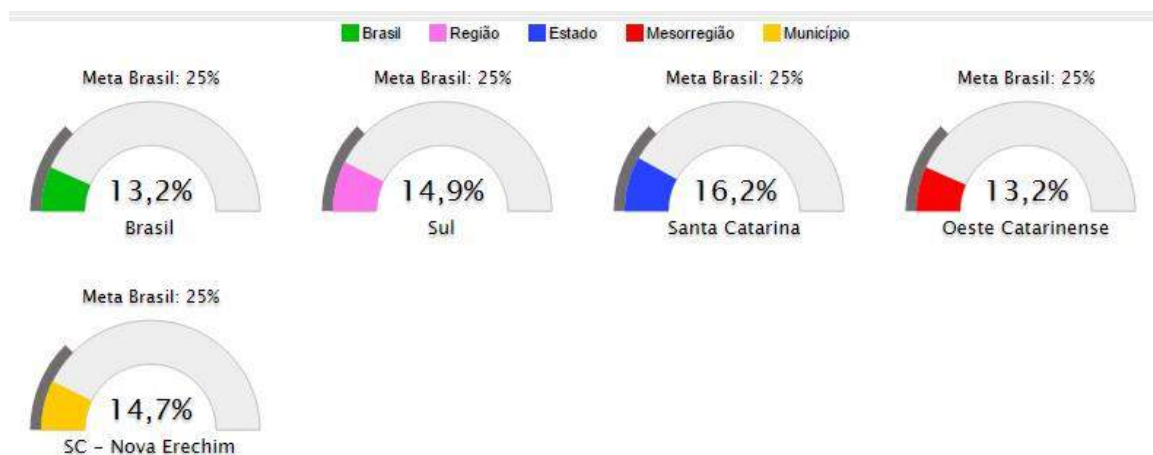 Brasil Região Estado Mesorregião Município
Meta Brasil: 25% Meta Brasil: 25% Meta Brasil: 25% Meta Brasil: 25%
13,2% 14,9% 16,2% 13,2%
Brasil Sul Santa Catarina Oeste Catarinense
Meta Brasil: 25%
14,7%
SC - Nova Erechim